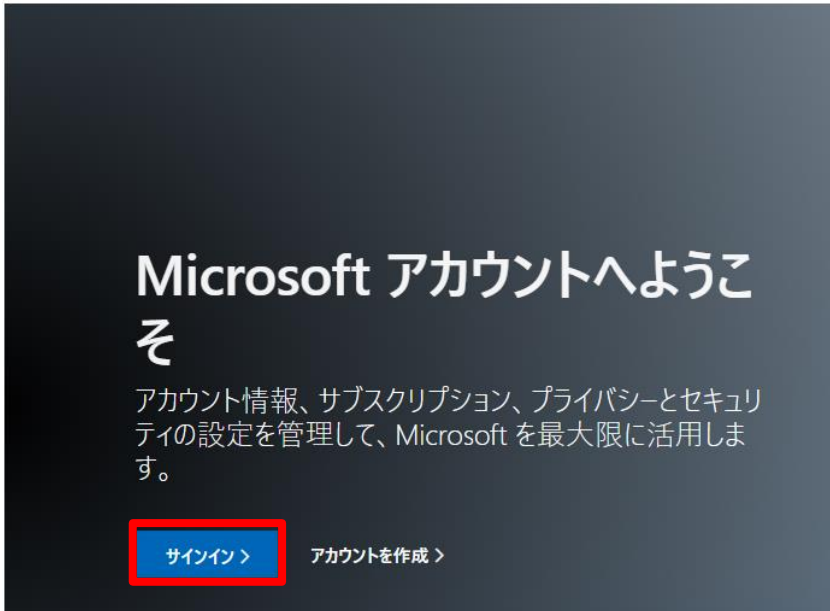 Microsoft アカウントへようこ
そ
アカウント情報、サブスクリプション、プライバシーとセキュリ
ティの設定を管理して、Microsoft を最大限に活用しま
す。
サインイン > アカウントを作成 >